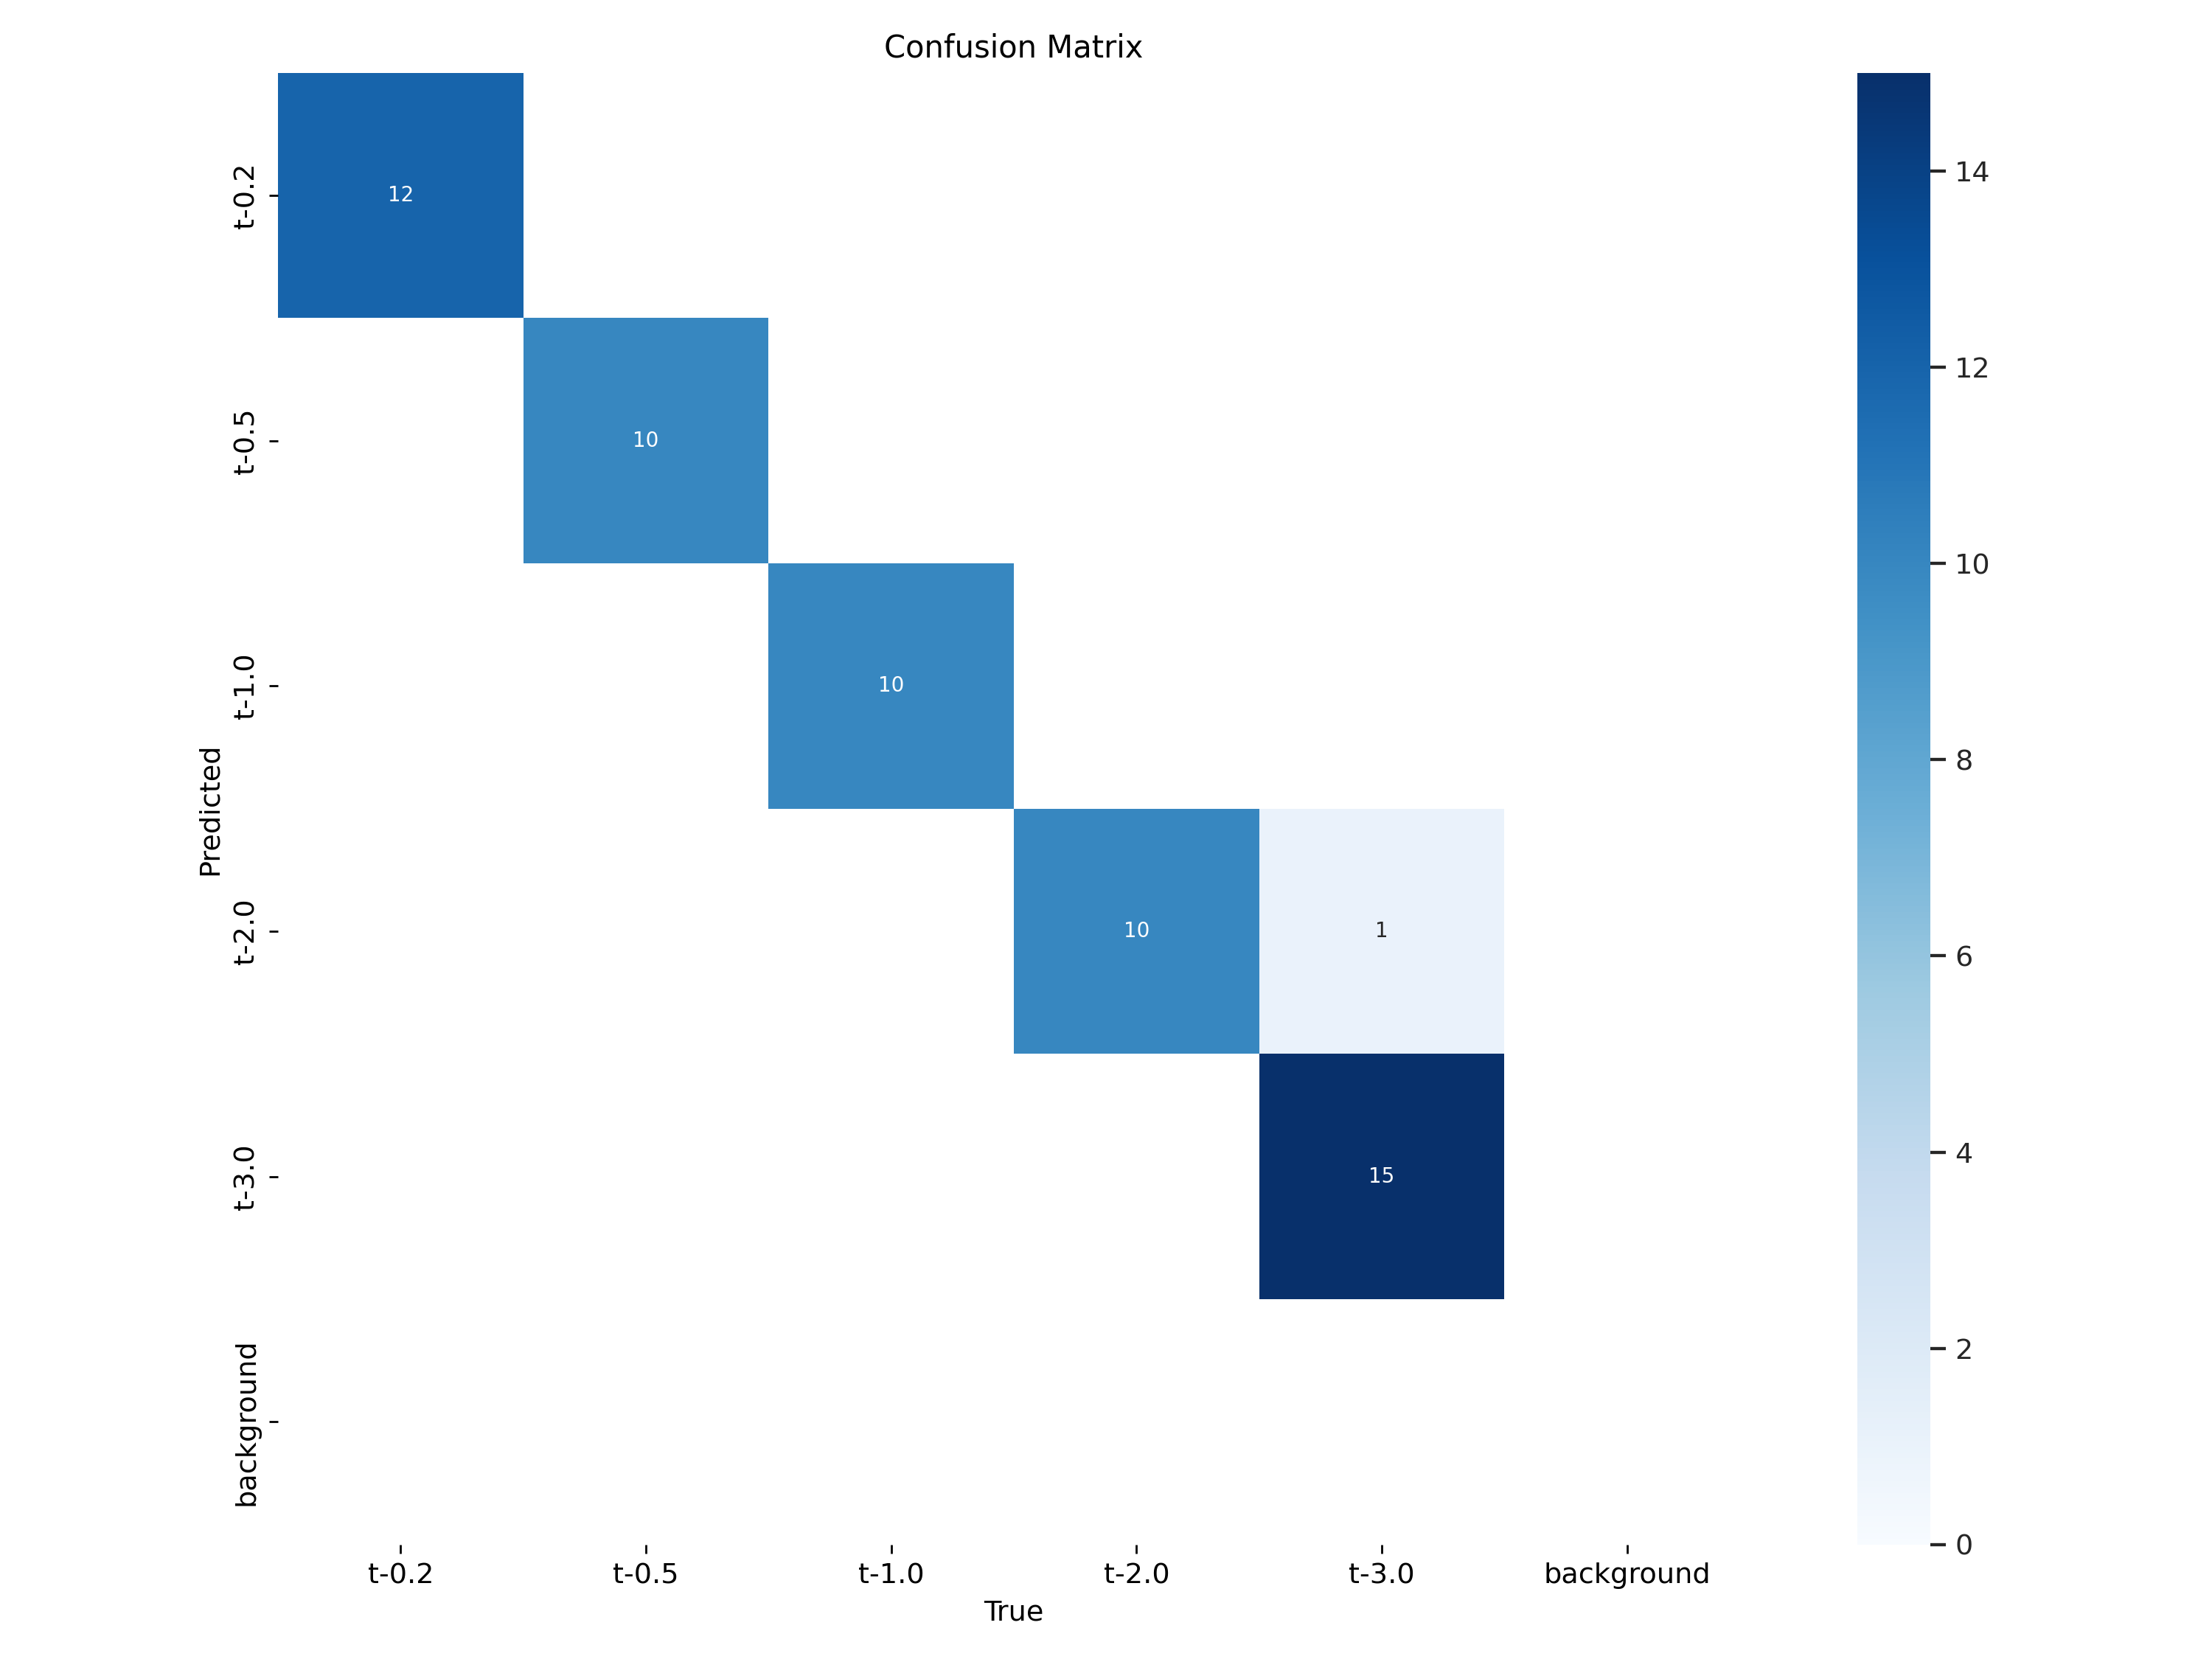 Confusion Matrix
t-0.2
12
t-0.5
10
t-1.0
10
t-2.0
10
1
t-3.0
15
background
Predicted
t-0.2 t-0.5 t-1.0 t-2.0 t-3.0 background
True
14
12
10
8
6
4
2
0